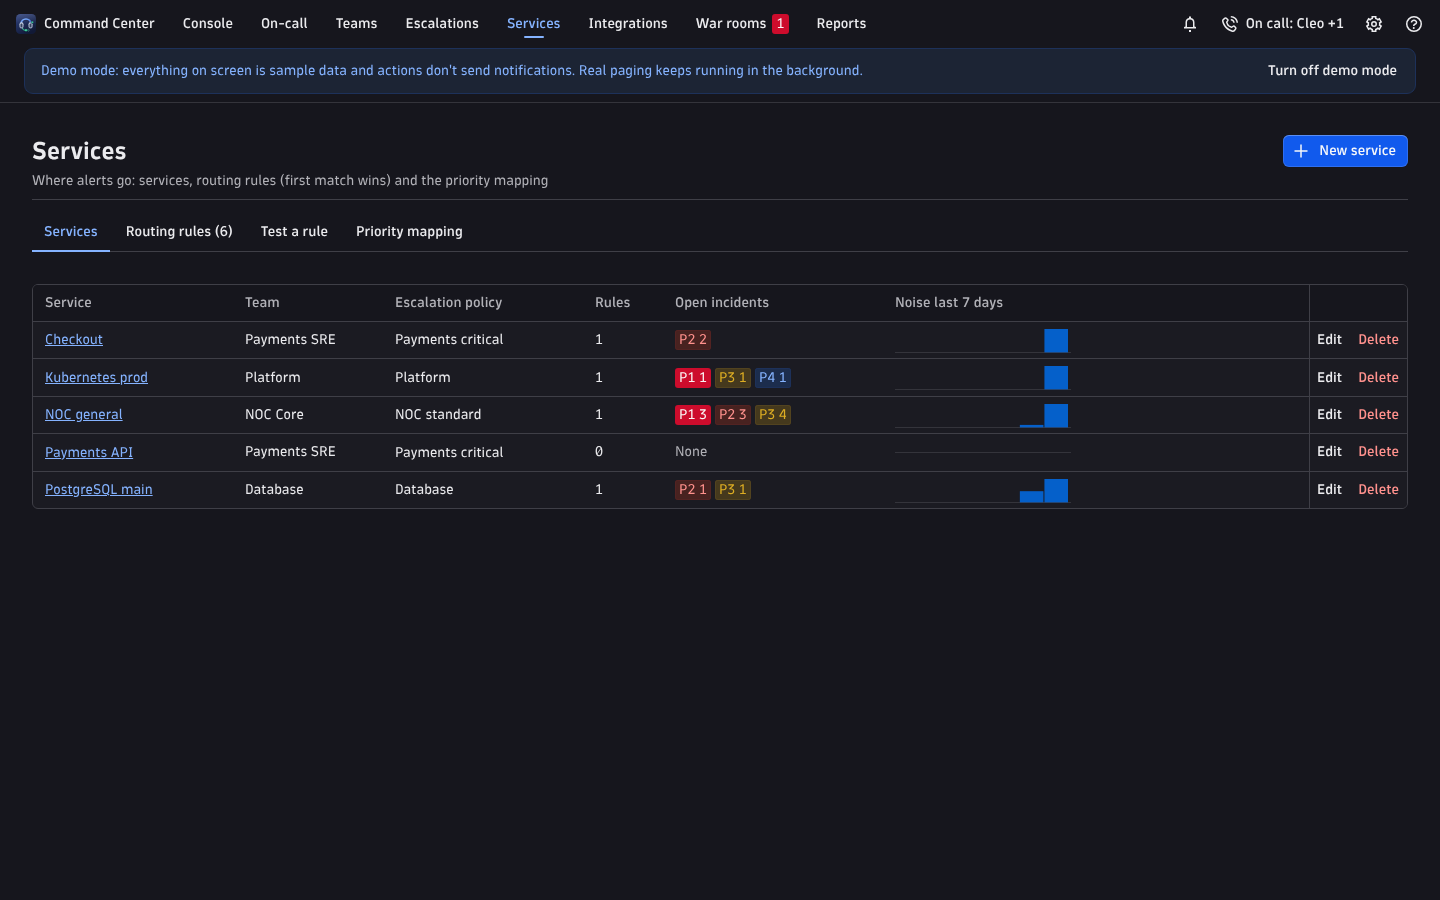 Command Center Console On-call Teams Escalations Services Integrations War rooms 1 Reports On call: Cleo +1
Demo mode: everything on screen is sample data and actions don't send notifications. Real paging keeps running in the background. Turn off demo mode
Services
New service
Where alerts go: services, routing rules (first match wins) and the priority mapping
Services Routing rules (6) Test a rule Priority mapping
Service Team Escalation policy Rules Open incidents Noise last 7 days
Checkout Payments SRE Payments critical 1 P2 2 Edit Delete
Kubernetes prod Platform Platform 1 P1 1 P3 1 P4 1 Edit Delete
NOC general NOC Core NOC standard 1 P1 3 P2 3 P3 4 Edit Delete
Payments API Payments SRE Payments critical 0 None Edit Delete
PostgreSQL main Database Database 1 P2 1 P3 1 Edit Delete